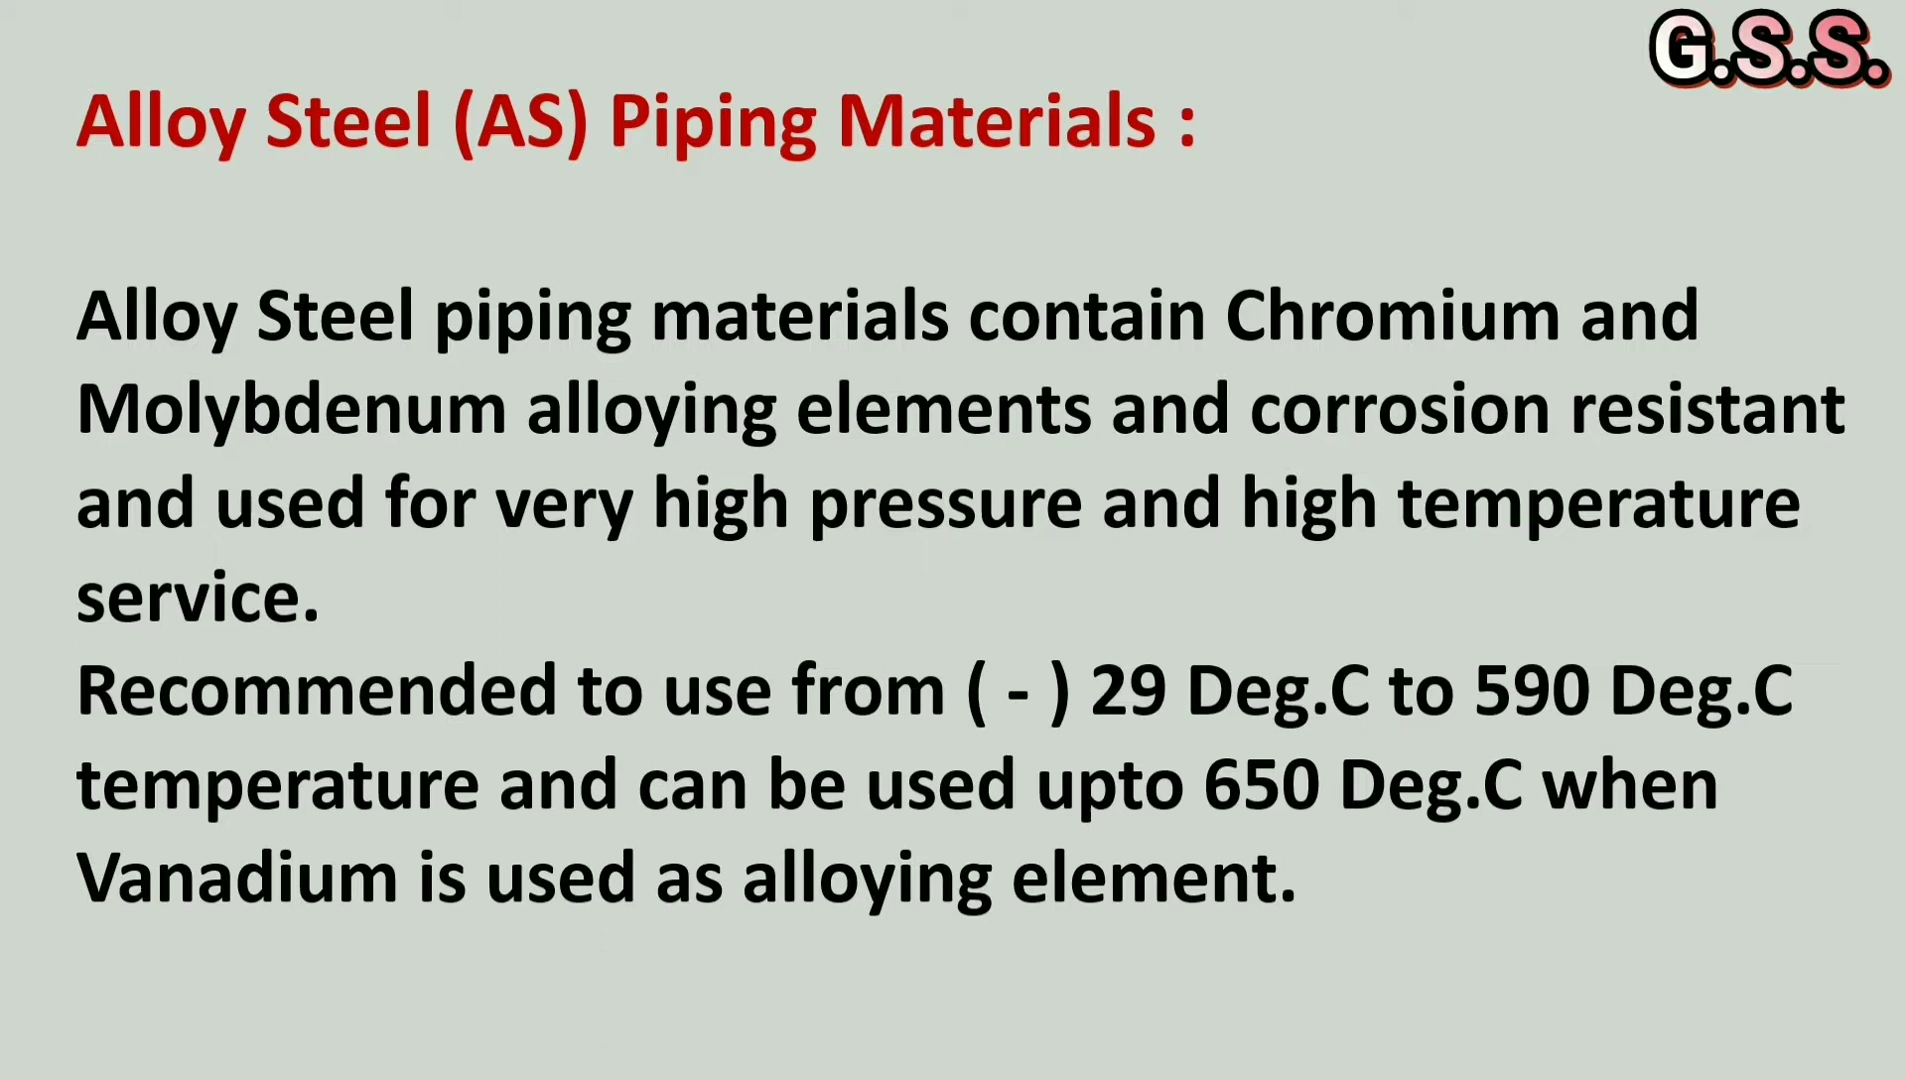 G.S.S.
Alloy Steel (AS) Piping Materials :
Alloy Steel piping materials contain Chromium and
Molybdenum alloying elements and corrosion resistant
and used for very high pressure and high temperature
service.
Recommended to use from ( - ) 29 Deg.C to 590 Deg.C
temperature and can be used upto 650 Deg.C when
Vanadium is used as alloying element.